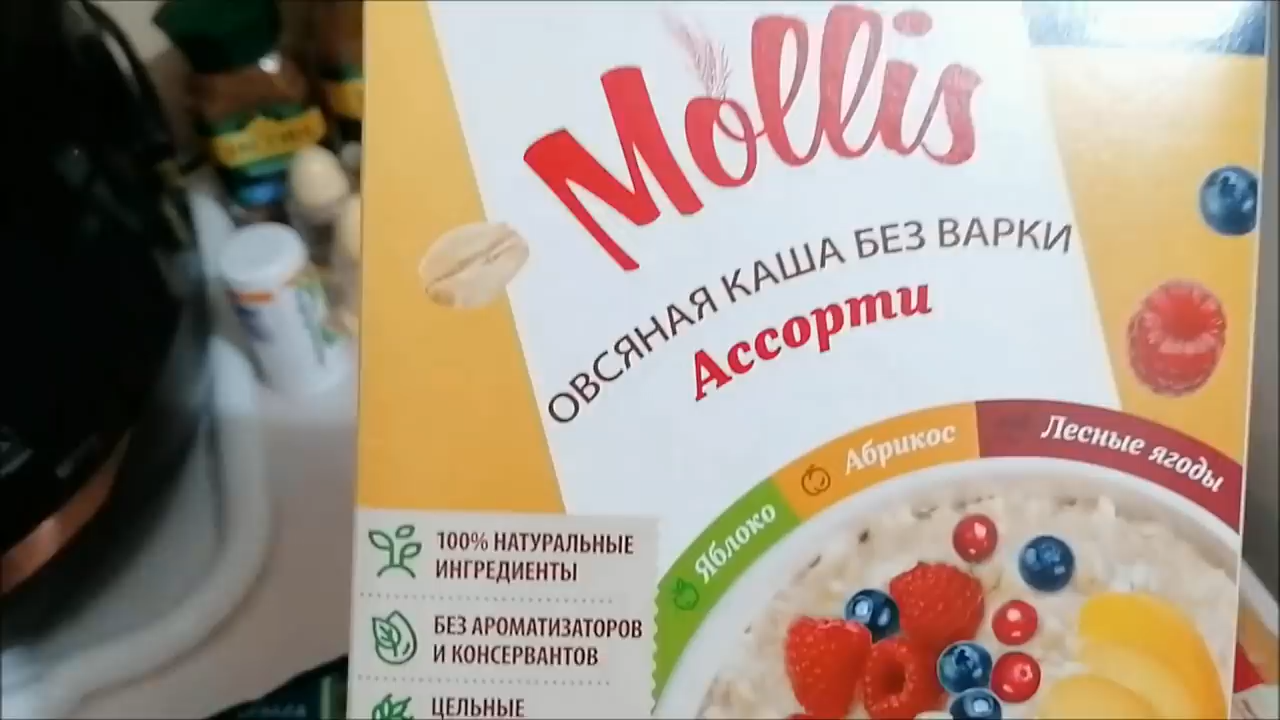 Mollis
ОВСЯНАЯ КАША БЕЗ ВАРКИ
Ассорти
Яблоко
Абрикос
Лесные ягоды
100% НАТУРАЛЬНЫЕ
ИНГРЕДИЕНТЫ
БЕЗ АРОМАТИЗАТОРОВ
И КОНСЕРВАНТОВ
ЦЕЛЬНЫЕ